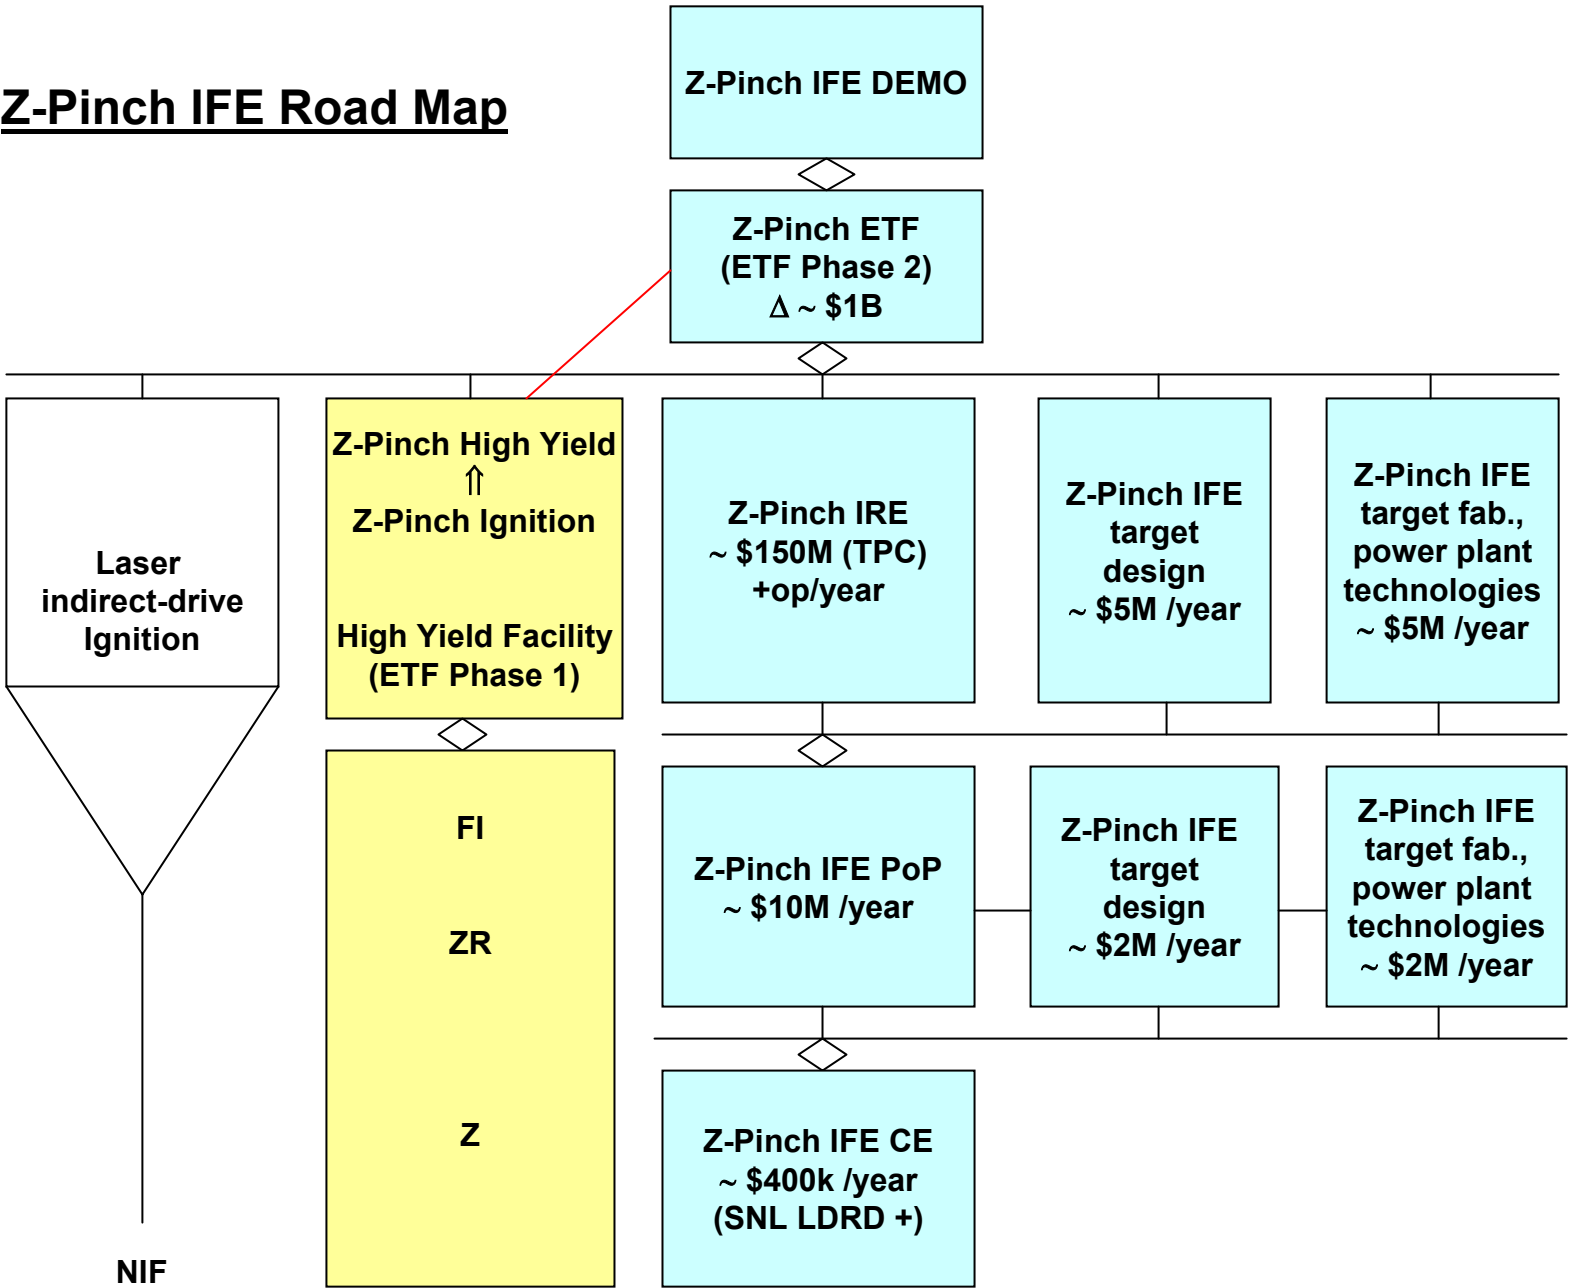 Z-Pinch IFE Road Map
Z-Pinch IFE DEMO
Z-Pinch ETF
(ETF Phase 2)
Δ ~ $1B
Laser
indirect-drive
Ignition
NIF
Z-Pinch High Yield
⇑
Z-Pinch Ignition
High Yield Facility
(ETF Phase 1)
FI
ZR
Z
Z-Pinch IRE
~ $150M (TPC)
+op/year
Z-Pinch IFE
target
design
~ $5M /year
Z-Pinch IFE
target fab.,
power plant
technologies
~ $5M /year
Z-Pinch IFE PoP
~ $10M /year
Z-Pinch IFE
target
design
~ $2M /year
Z-Pinch IFE
target fab.,
power plant
technologies
~ $2M /year
Z-Pinch IFE CE
~ $400k /year
(SNL LDRD +)